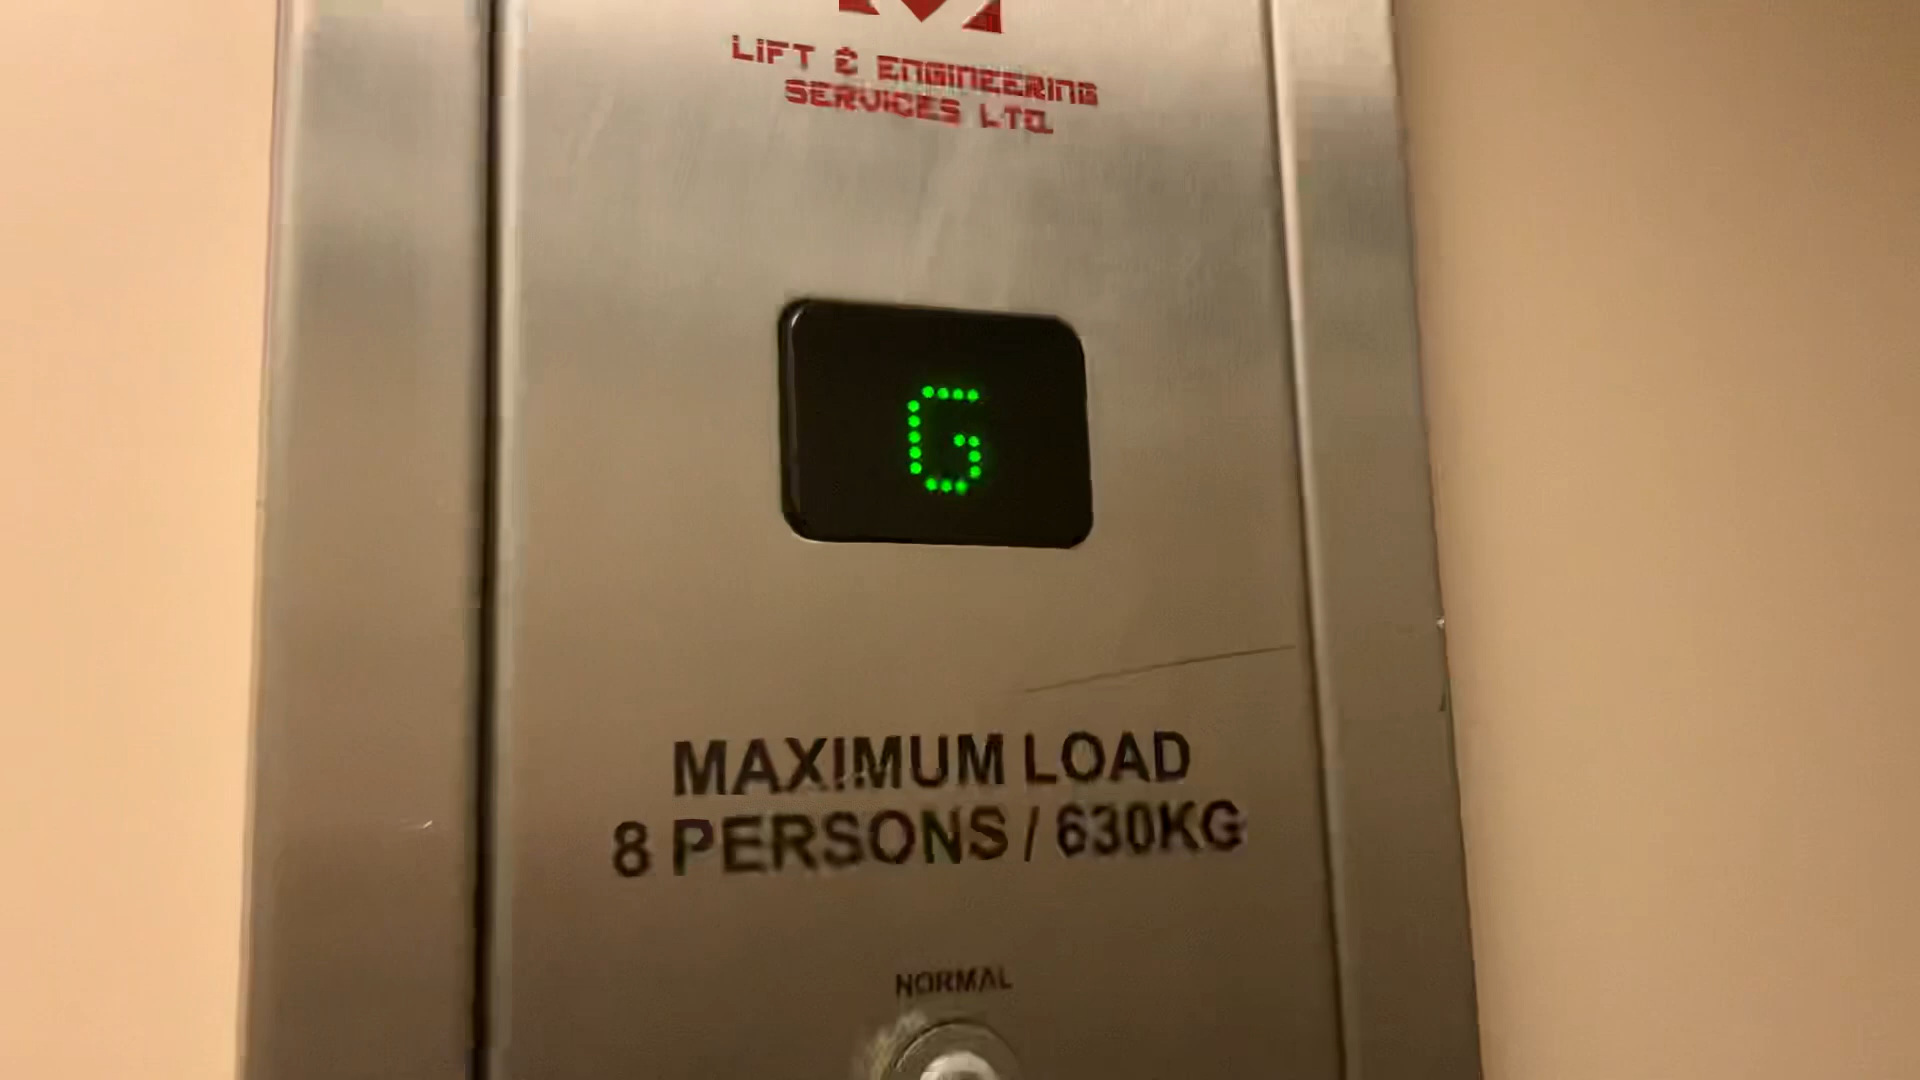 LIFT & ENGINEERING
SERVICES LTD.
G
MAXIMUM LOAD
8 PERSONS / 630KG
NORMAL